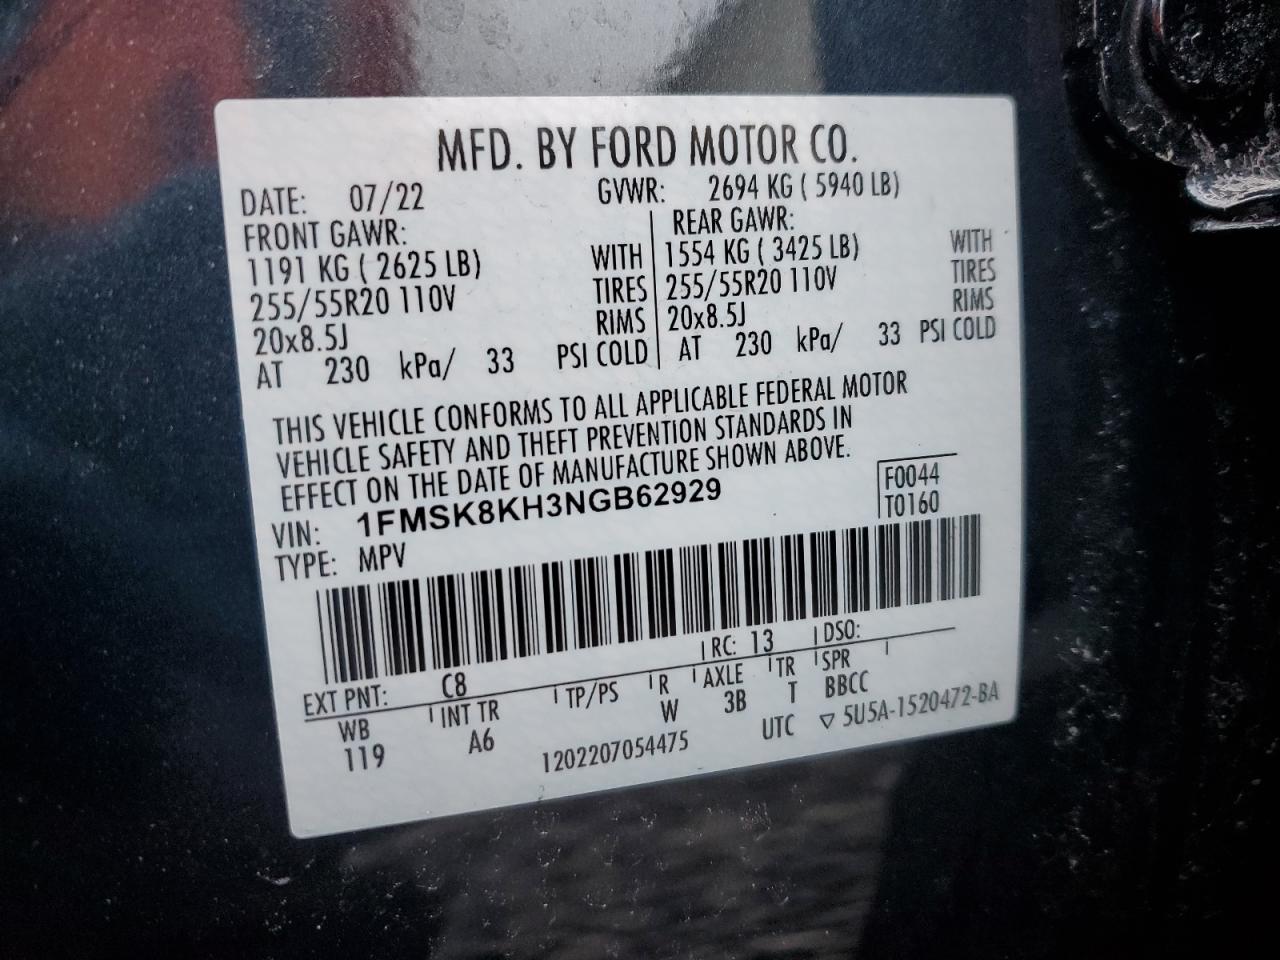 MFD. BY FORD MOTOR CO.
DATE: 07/22 GVWR: 2694 KG ( 5940 LB)
FRONT GAWR: REAR GAWR:
1191 KG ( 2625 LB) WITH 1554 KG ( 3425 LB) WITH
255/55R20 110V TIRES 255/55R20 110V TIRES
20x8.5J RIMS 20x8.5J RIMS
AT 230 kPa/ 33 PSI COLD AT 230 kPa/ 33 PSI COLD
THIS VEHICLE CONFORMS TO ALL APPLICABLE FEDERAL MOTOR
VEHICLE SAFETY AND THEFT PREVENTION STANDARDS IN
EFFECT ON THE DATE OF MANUFACTURE SHOWN ABOVE.
F0044
VIN: 1FMSK8KH3NGB62929 T0160
TYPE: MPV
EXT PNT: C8 RC: 13 DSO:
WB INT TR TP/PS R AXLE TR SPR
119 A6 W 3B T BBCC
1202207054475 UTC ▽ 5U5A-1520472-BA